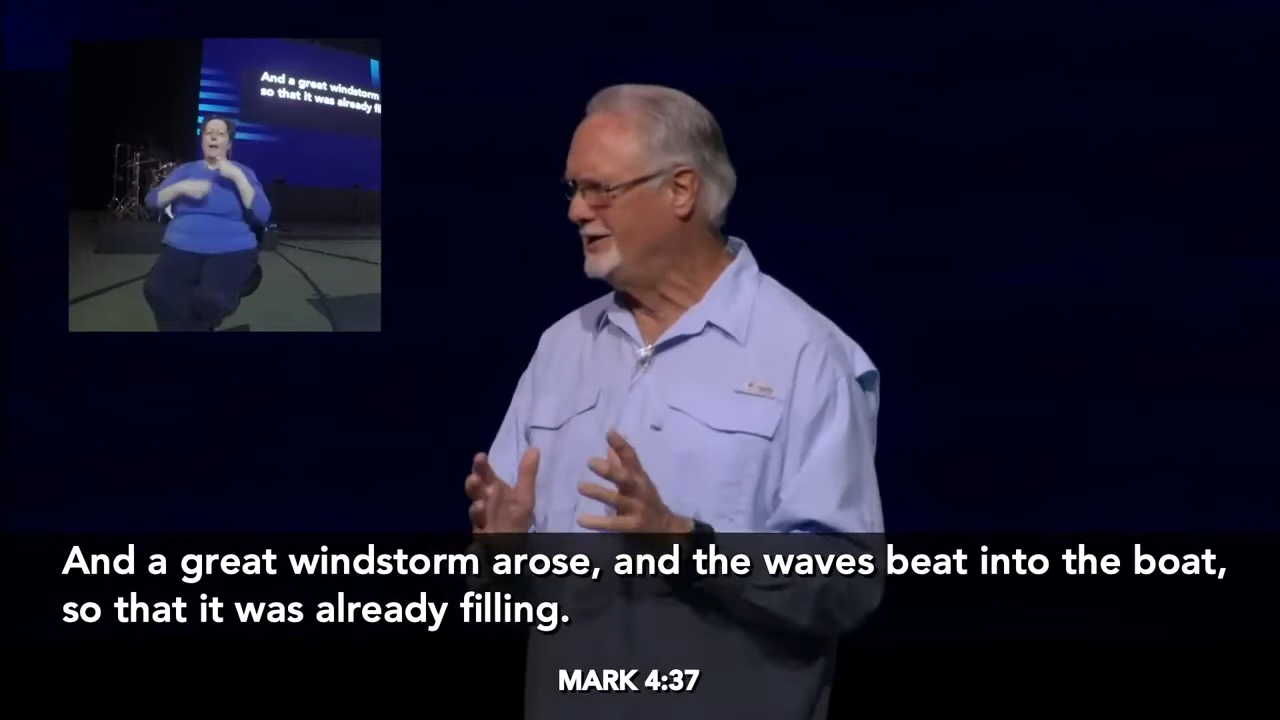 And a great windstorm
so that it was already fi
And a great windstorm arose, and the waves beat into the boat,
so that it was already filling.
MARK 4:37